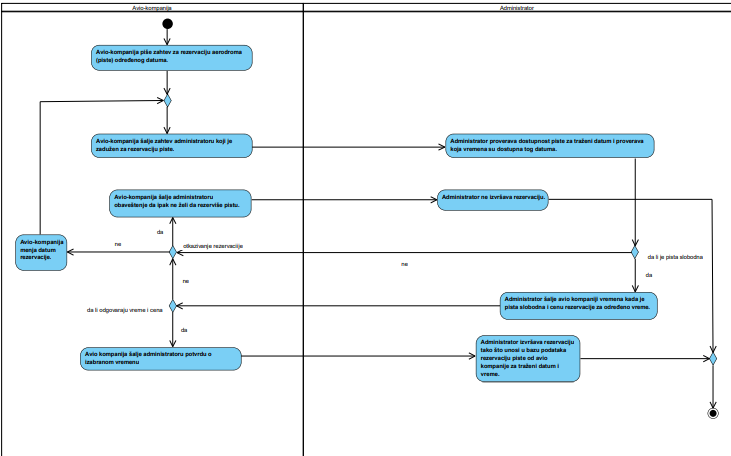 Avio-kompanija
Administrator
Avio-kompanija piše zahtev za rezervaciju aerodroma
(piste) određenog datuma.
Avio-kompanija šalje zahtev administratoru koji je
zadužen za rezervaciju piste.
Administrator proverava dostupnost piste za traženi datum i proverava
koja vremena su dostupna tog datuma.
Avio-kompanija šalje administratoru
obaveštenje da ipak ne želi da rezerviše pistu.
Administrator ne izvršava rezervaciju.
da
Avio-kompanija
menja datum
rezervacije.
ne
otkazivanje rezervacije
ne
da li je pista slobodna
da
ne
Administrator šalje avio kompaniji vremena kada je
pista slobodna i cenu rezervacije za određeno vreme.
da li odgovaraju vreme i cena
da
Avio kompanija šalje administratoru potvrdu o
izabranom vremenu
Administrator izvršava rezervaciju
tako što unosi u bazu podataka
rezervaciju piste od avio
kompanije za traženi datum i
vreme.